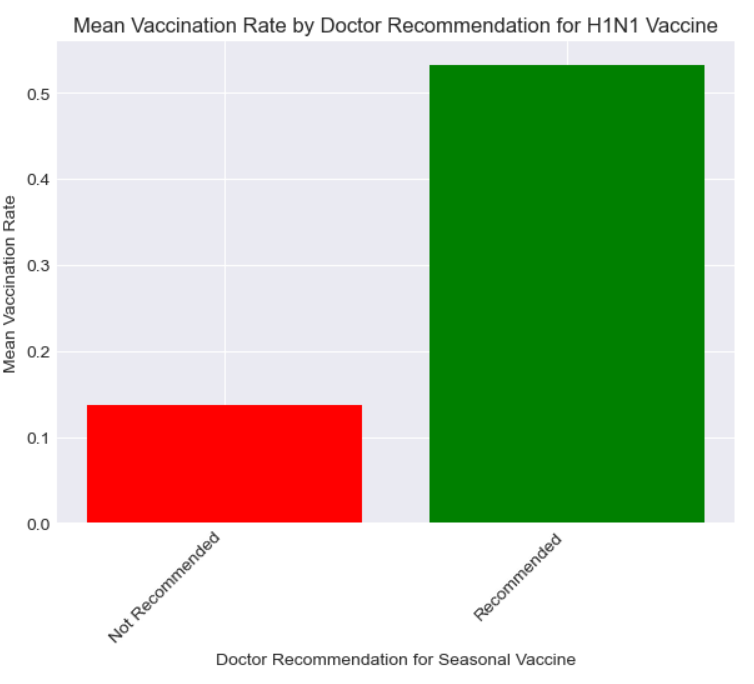 Mean Vaccination Rate by Doctor Recommendation for H1N1 Vaccine
Mean Vaccination Rate
0.5
0.4
0.3
0.2
0.1
0.0
Not Recommended
Recommended
Doctor Recommendation for Seasonal Vaccine